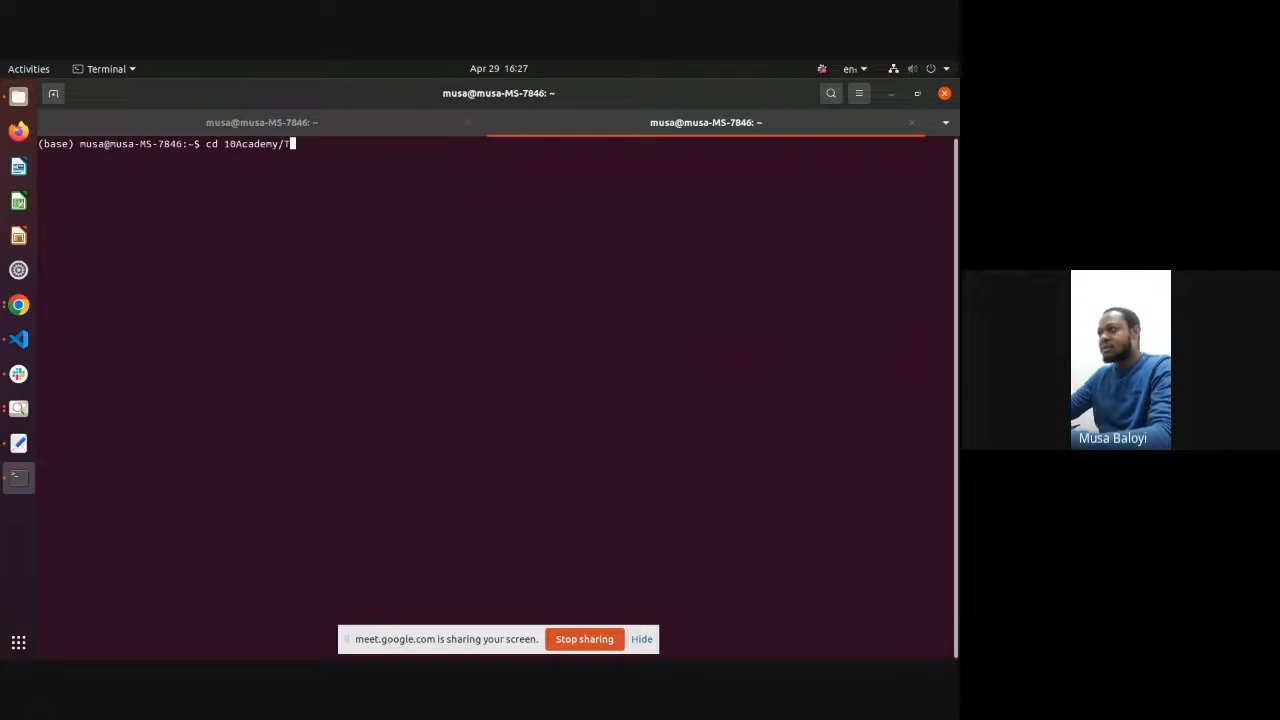 Activities
Terminal
Apr 29 16:27
en₁
musa@musa-MS-7846: ~
musa@musa-MS-7846: ~
musa@musa-MS-7846: ~
(base) musa@musa-MS-7846:~$ cd 10Academy/T
Musa Baloyi
meet.google.com is sharing your screen.
Stop sharing
Hide